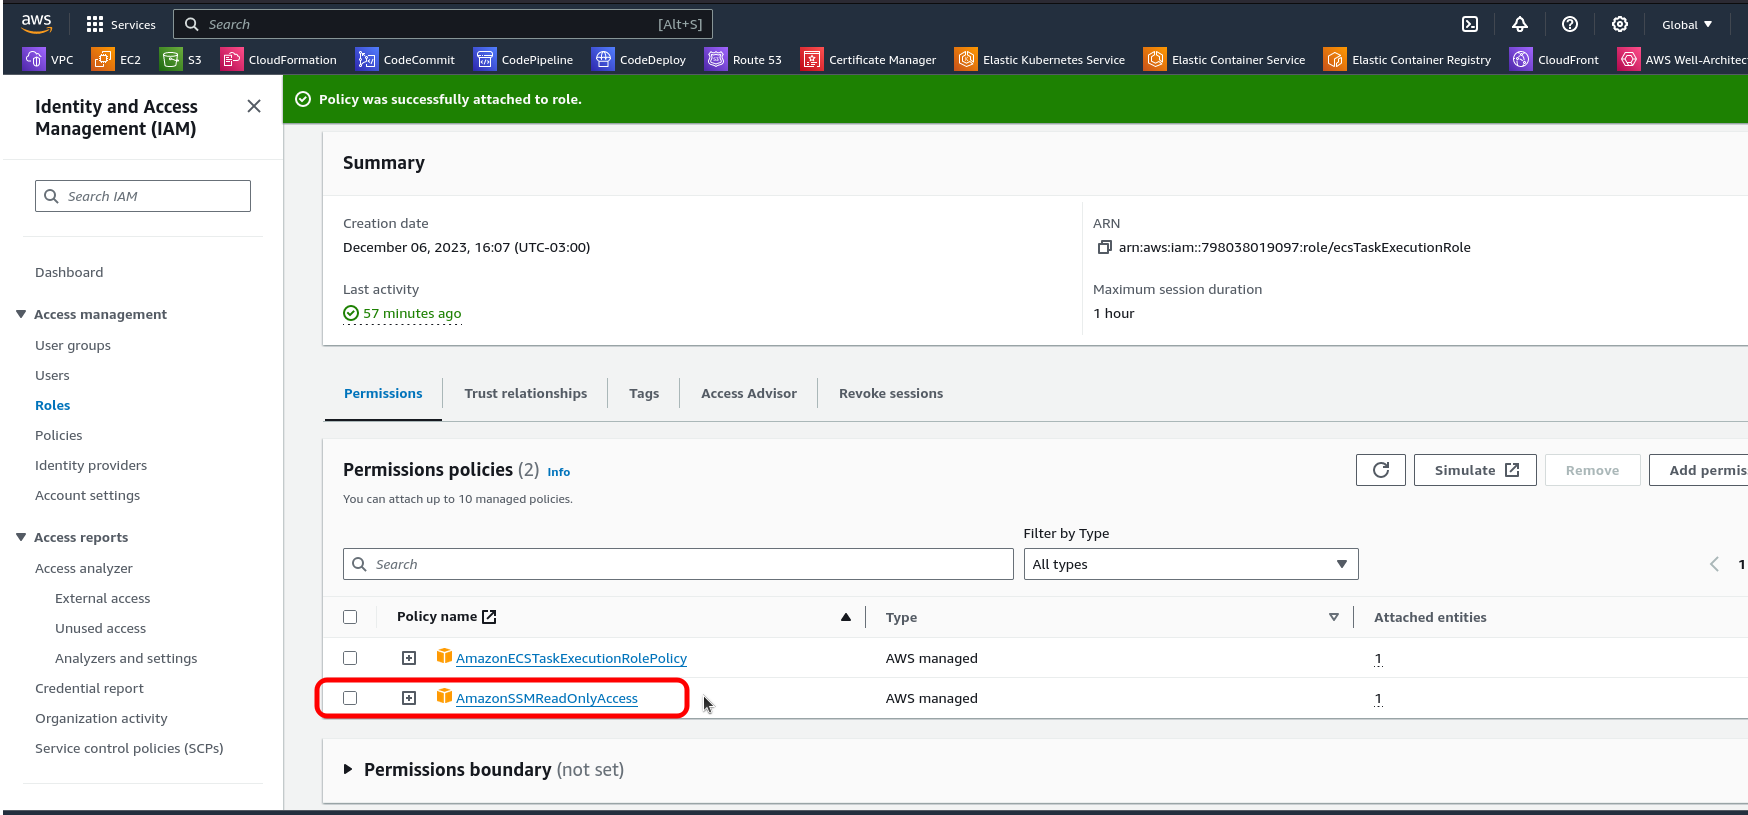 aws
Services
Search
[Alt+S]
Global
VPC
EC2
S3
CloudFormation
CodeCommit
CodePipeline
CodeDeploy
Route 53
Certificate Manager
Elastic Kubernetes Service
Elastic Container Service
Elastic Container Registry
CloudFront
AWS Well-Architec
Identity and Access
Management (IAM)
Search IAM
Dashboard
Access management
User groups
Users
Roles
Policies
Identity providers
Account settings
Access reports
Access analyzer
External access
Unused access
Analyzers and settings
Credential report
Organization activity
Service control policies (SCPs)
Policy was successfully attached to role.
Summary
Creation date
December 06, 2023, 16:07 (UTC-03:00)
ARN
arn:aws:iam::798038019097:role/ecsTaskExecutionRole
Last activity
57 minutes ago
Maximum session duration
1 hour
Permissions
Trust relationships
Tags
Access Advisor
Revoke sessions
Permissions policies (2) Info
You can attach up to 10 managed policies.
Simulate
Remove
Add permis
Filter by Type
Search
All types
1
Policy name
Type
Attached entities
AmazonECSTaskExecutionRolePolicy
AWS managed
1
AmazonSSMReadOnlyAccess
AWS managed
1
Permissions boundary (not set)